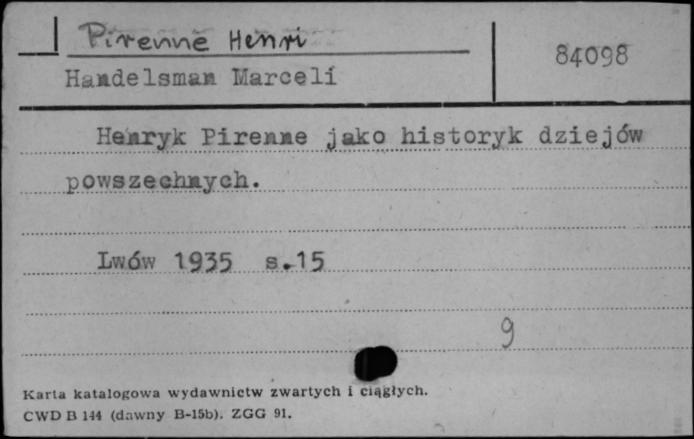 Pirenne Henri
84098
Handelsman Marceli
Henryk Pirenne jako historyk dziejów
powszechnych.
Lwów 1935 s.15
9
Karta katalogowa wydawnictw zwartych i ciągłych.
CWD B 144 (dawny B-15b). ZGG 91.